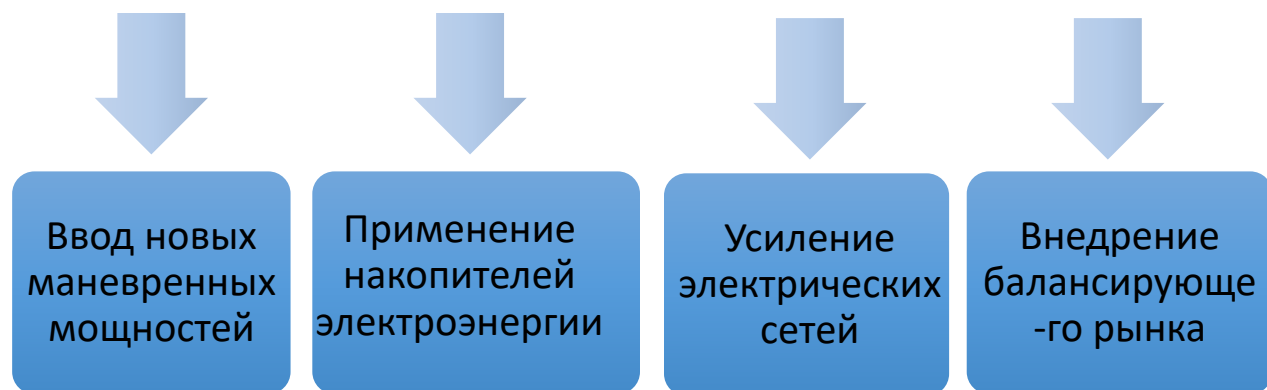 Ввод новых
маневренных
мощностей
Применение
накопителей
электроэнергии
Усиление
электрических
сетей
Внедрение
балансирующе
-го рынка